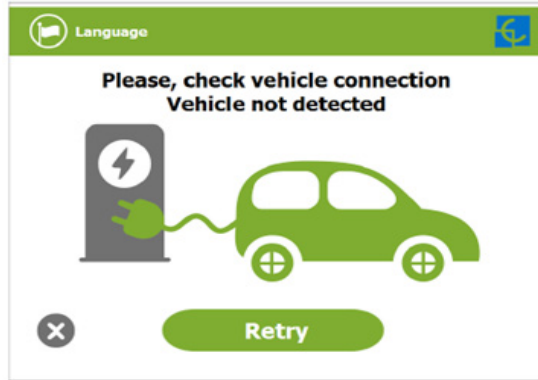 Language
Please, check vehicle connection
Vehicle not detected
Retry